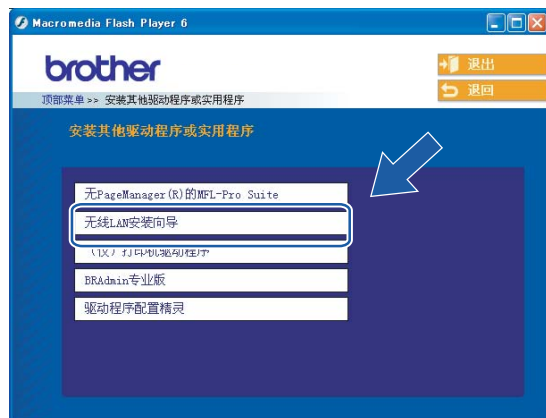 Macromedia Flash Player 6
brother
退出
退回
顶部菜单 >> 安装其他驱动程序或实用程序
安装其他驱动程序或实用程序
无PageManager(R)的MFL-Pro Suite
无线LAN安装向导
（仅）打印机驱动程序
BRAdmin专业版
驱动程序配置精灵